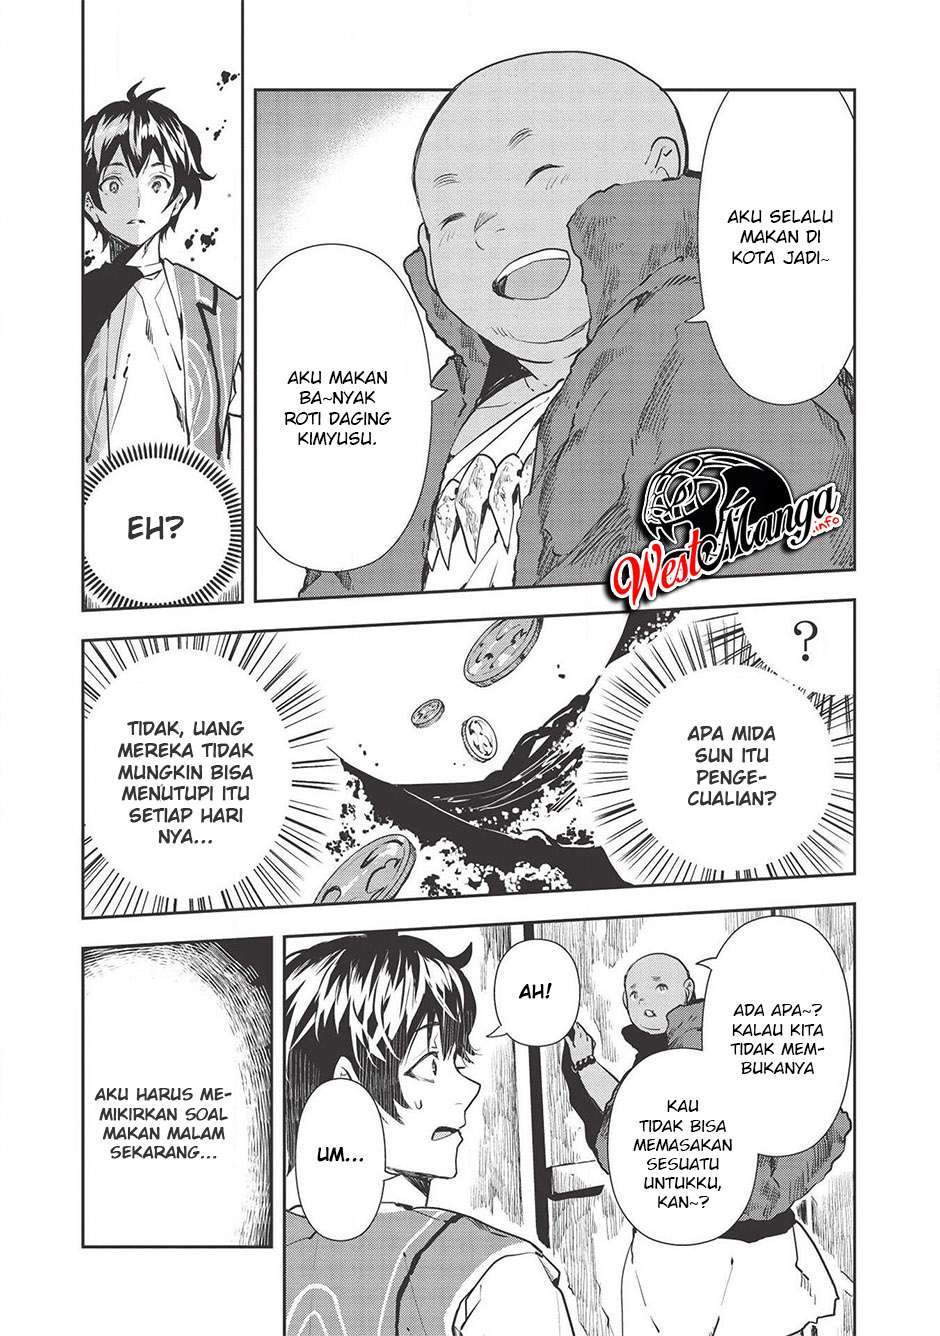 AKU SELALU
MAKAN DI
KOTA JADI~
AKU MAKAN
BA~NYAK
ROTI DAGING
KIMYUSU.
WestManga
.info
EH?
?
APA MIDA
SUN ITU
PENGE-
CUALIAN?
TIDAK, UANG
MEREKA TIDAK
MUNGKIN BISA
MENUTUPI ITU
SETIAP HARI
NYA...
ADA APA~?
KALAU KITA
TIDAK MEM-
BUKANYA
KAU
TIDAK BISA
MEMASAKAN
SESUATU
UNTUKKU,
KAN~?
AH!
UM...
AKU HARUS ME-
MIKIRKAN SOAL
MAKAN MALAM
SEKARANG...